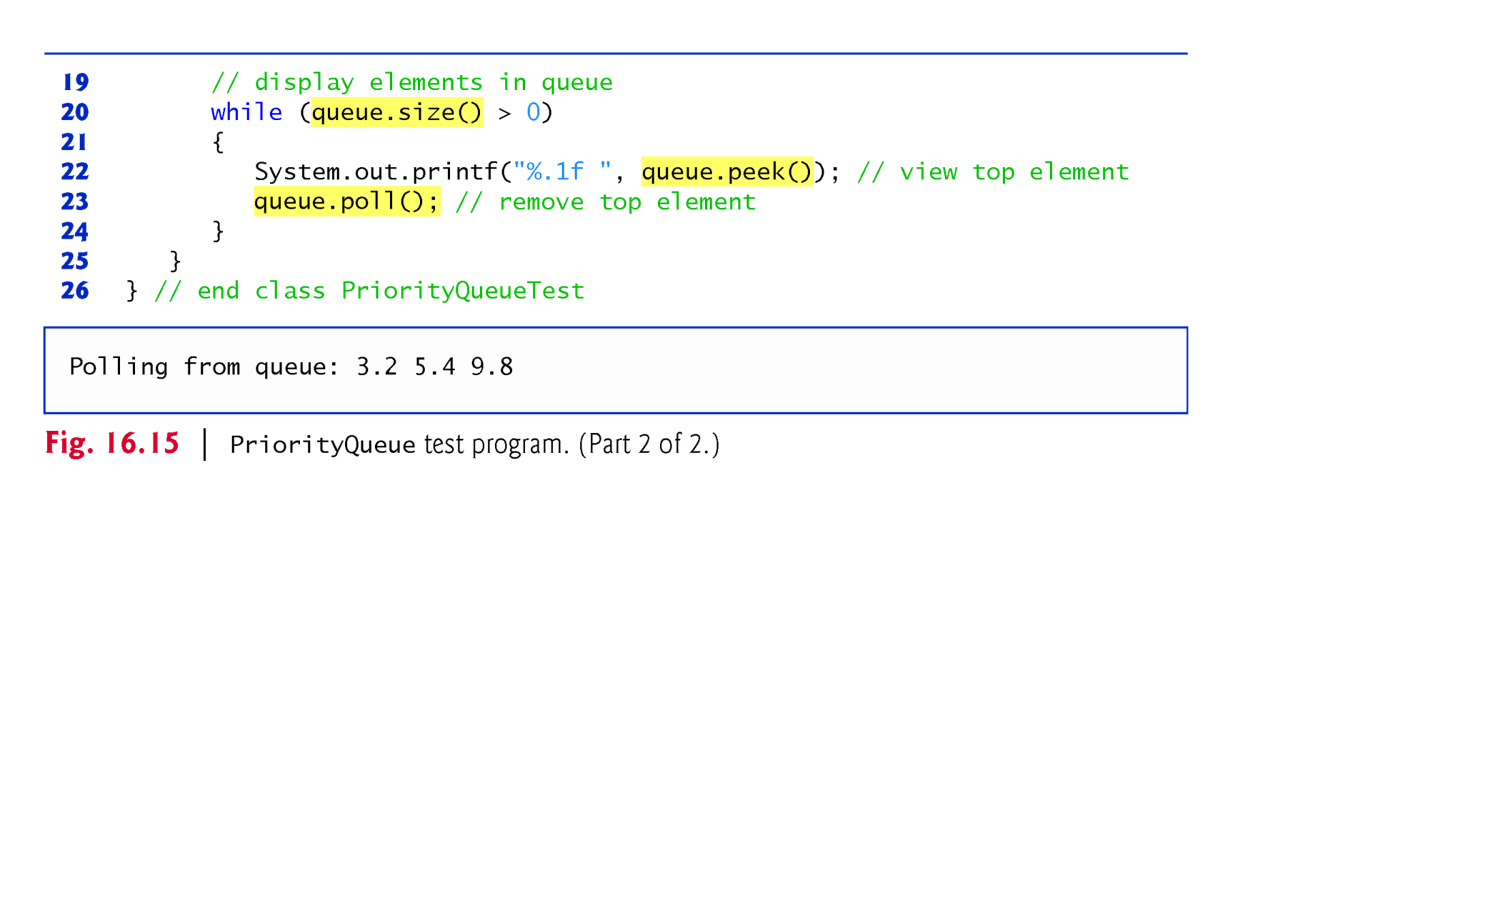 19 // display elements in queue
20 while (queue.size() > 0)
21 {
22 System.out.printf("%.1f ", queue.peek()); // view top element
23 queue.poll(); // remove top element
24 }
25 }
26 } // end class PriorityQueueTest
Polling from queue: 3.2 5.4 9.8
Fig. 16.15 | PriorityQueue test program. (Part 2 of 2.)